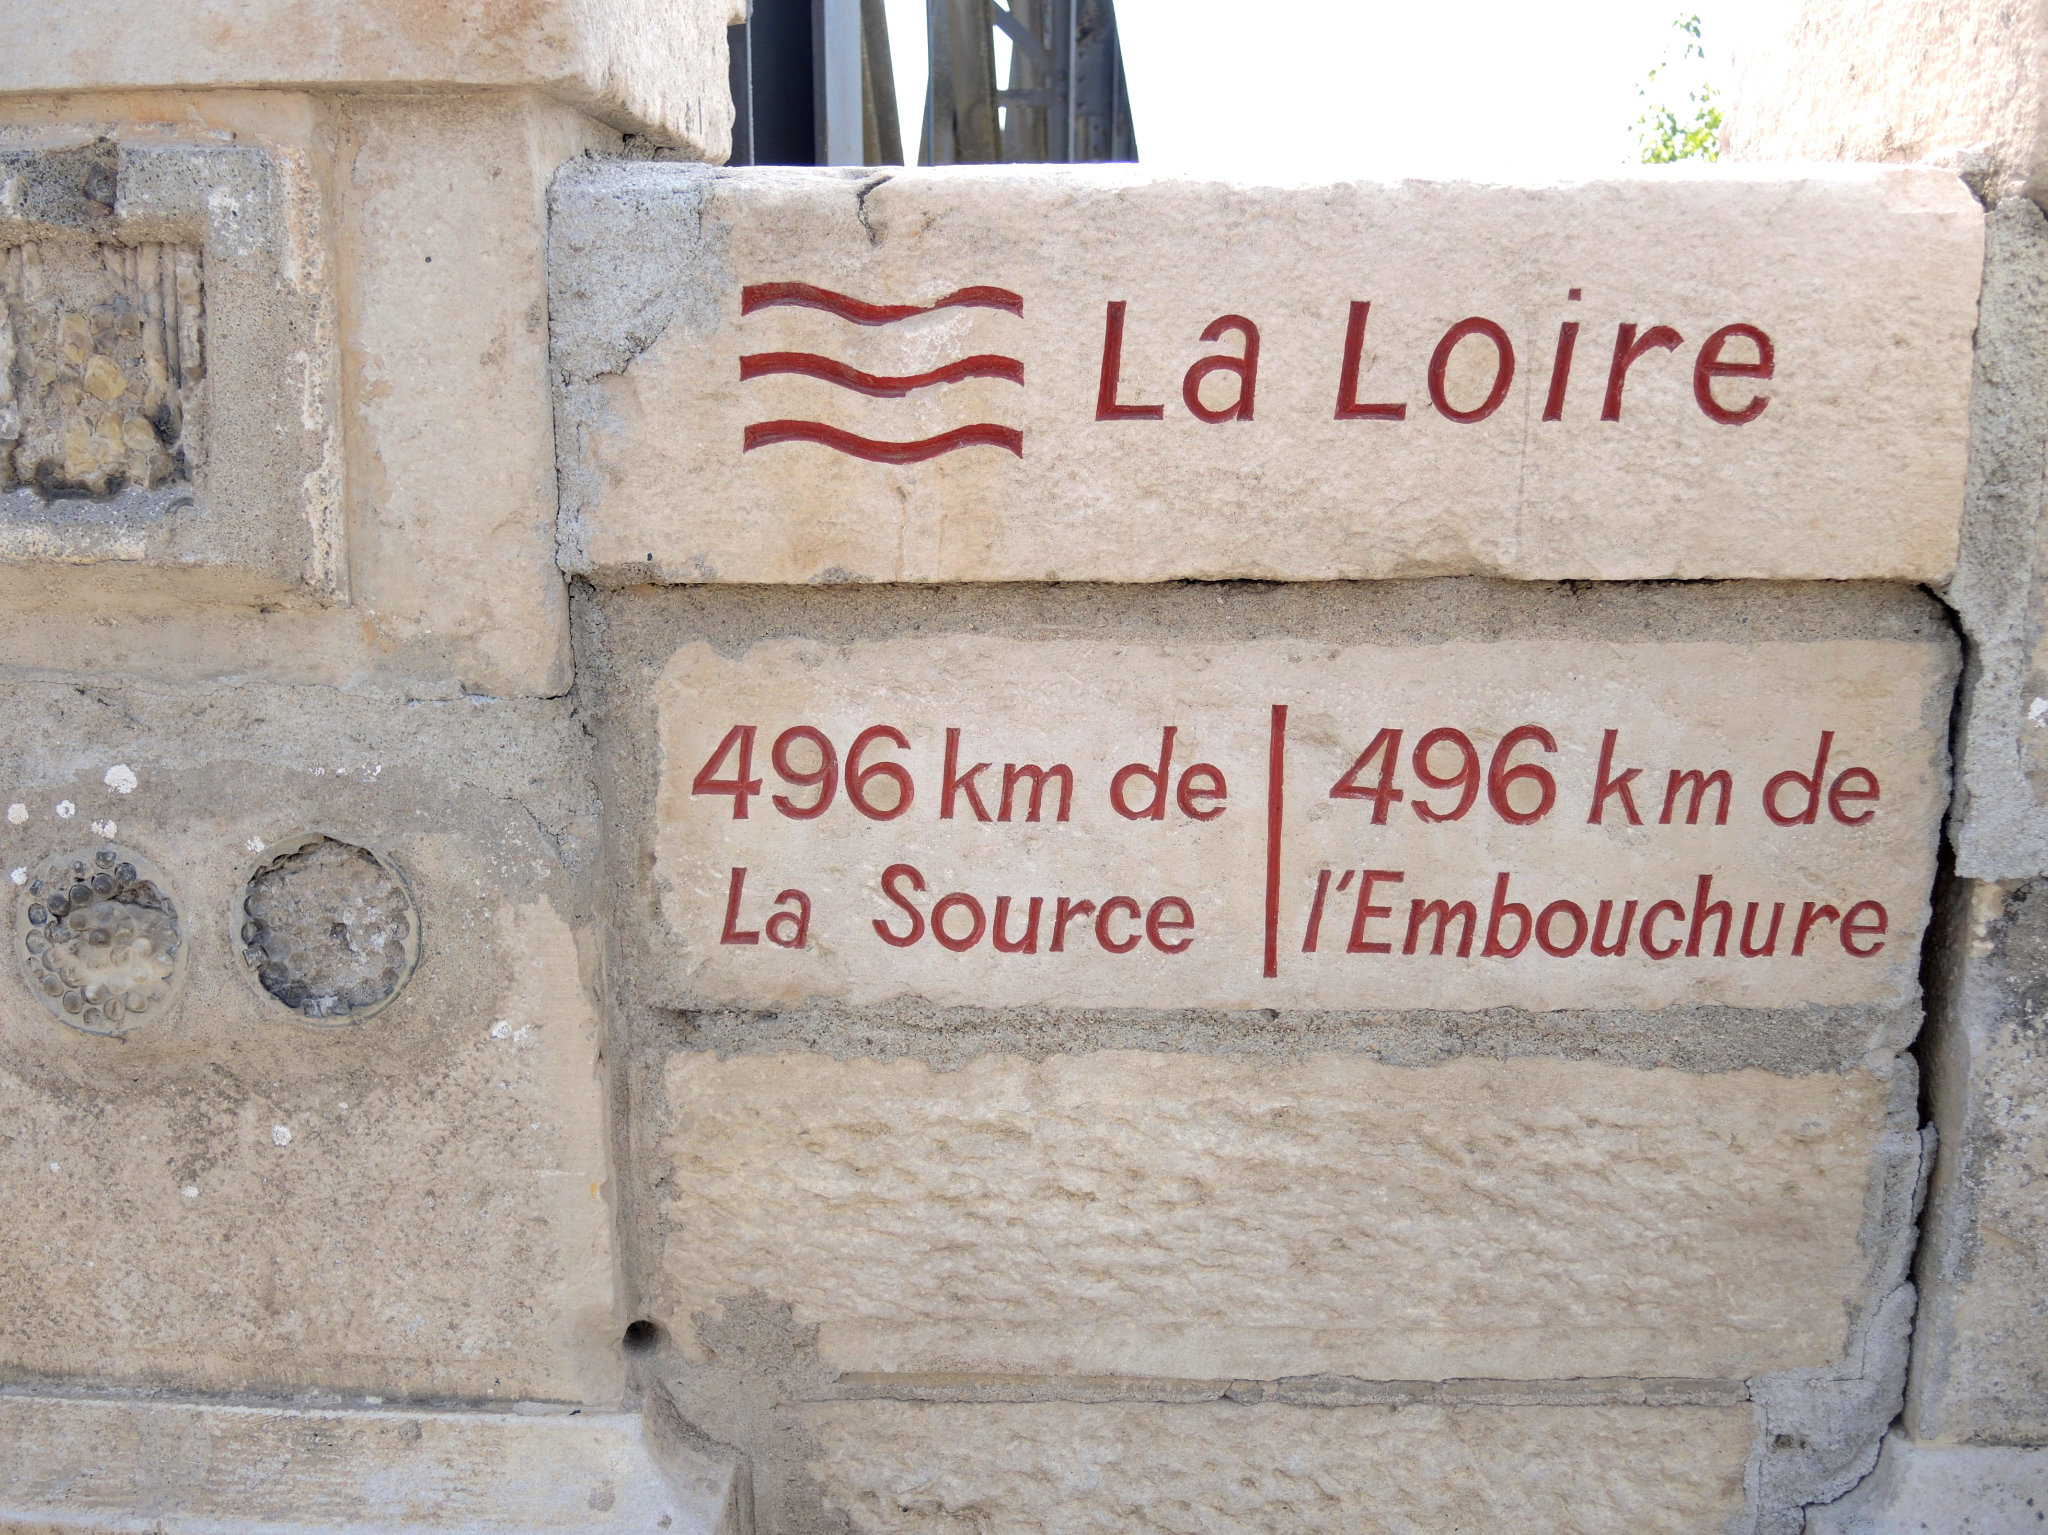 La Loire
496 km de
La Source
496 km de
l'Embouchure